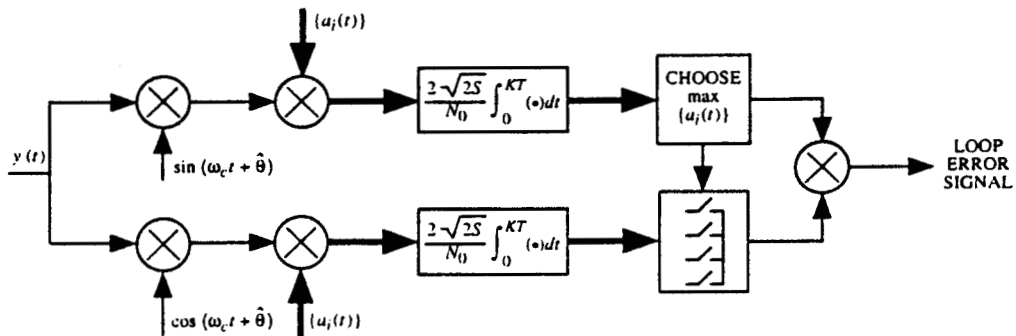 {a_i(t)}
y(t)
sin (ω_c t + θ̂)
2 √2S / N_0 ∫_0^KT (•)dt
CHOOSE
max
{a_i(t)}
LOOP
ERROR
SIGNAL
cos (ω_c t + θ̂)
{a_i(t)}
2 √2S / N_0 ∫_0^KT (•)dt